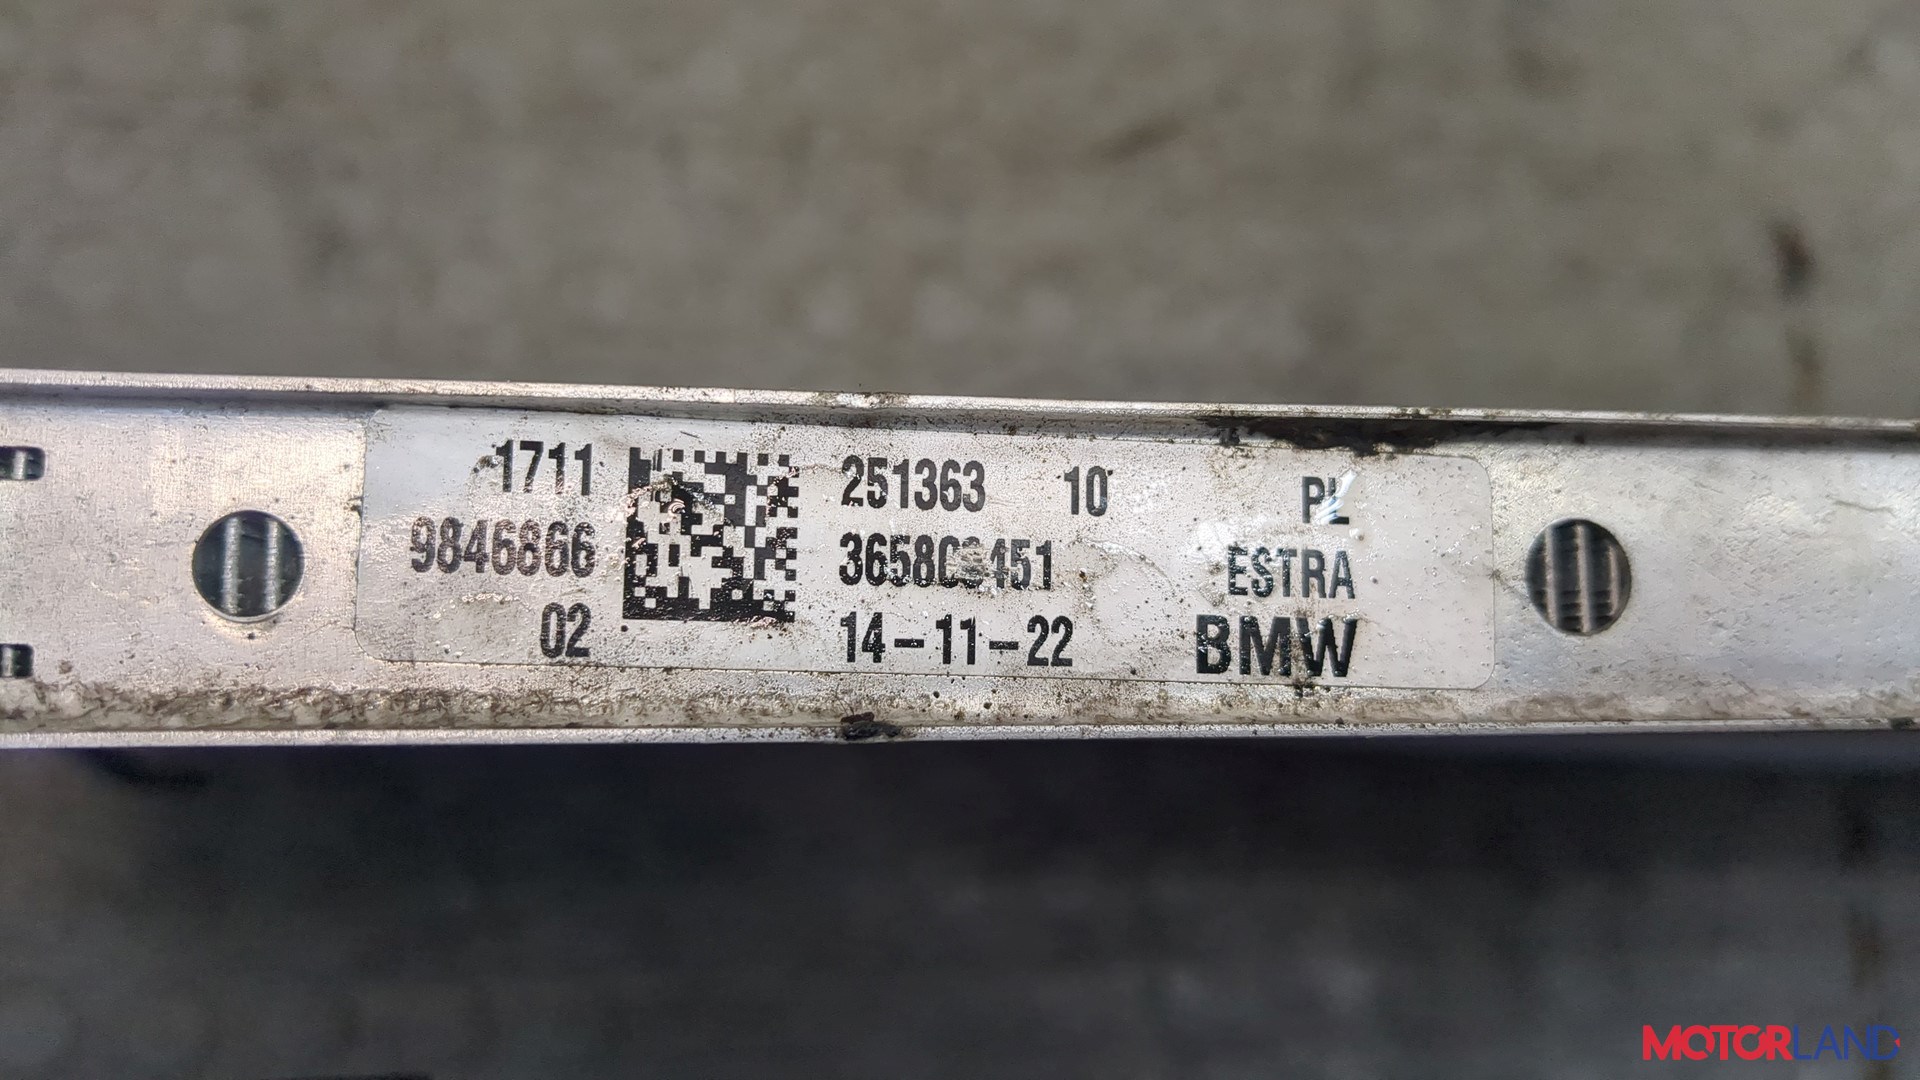 1711 251363 10 PL
9846866 ESTRA
02 14-11-22 BMW
MOTORLAND